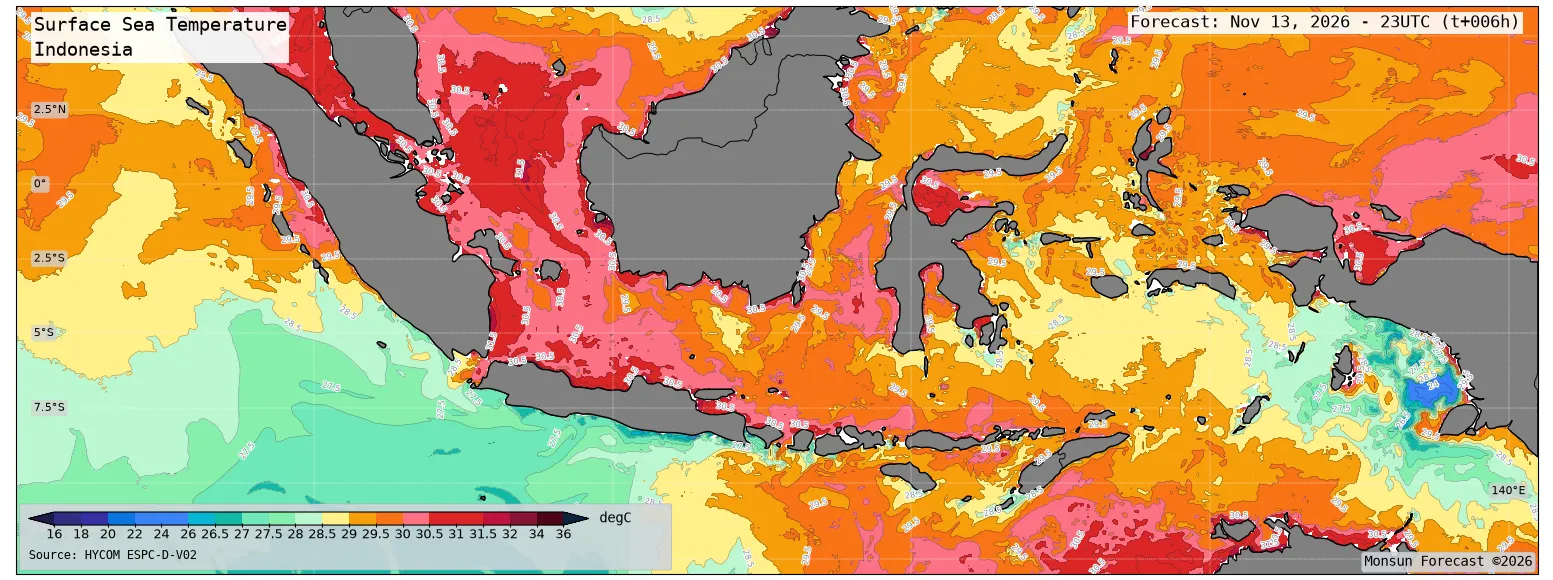 Surface Sea Temperature
Indonesia
Forecast: Nov 13, 2026 - 23UTC (t+006h)
2.5°N
0°
2.5°S
5°S
7.5°S
140°E
degC
16 18 20 22 24 26 26.5 27 27.5 28 28.5 29 29.5 30 30.5 31 31.5 32 34 36
Source: HYCOM ESPC-D-V02
Monsun Forecast ©2026